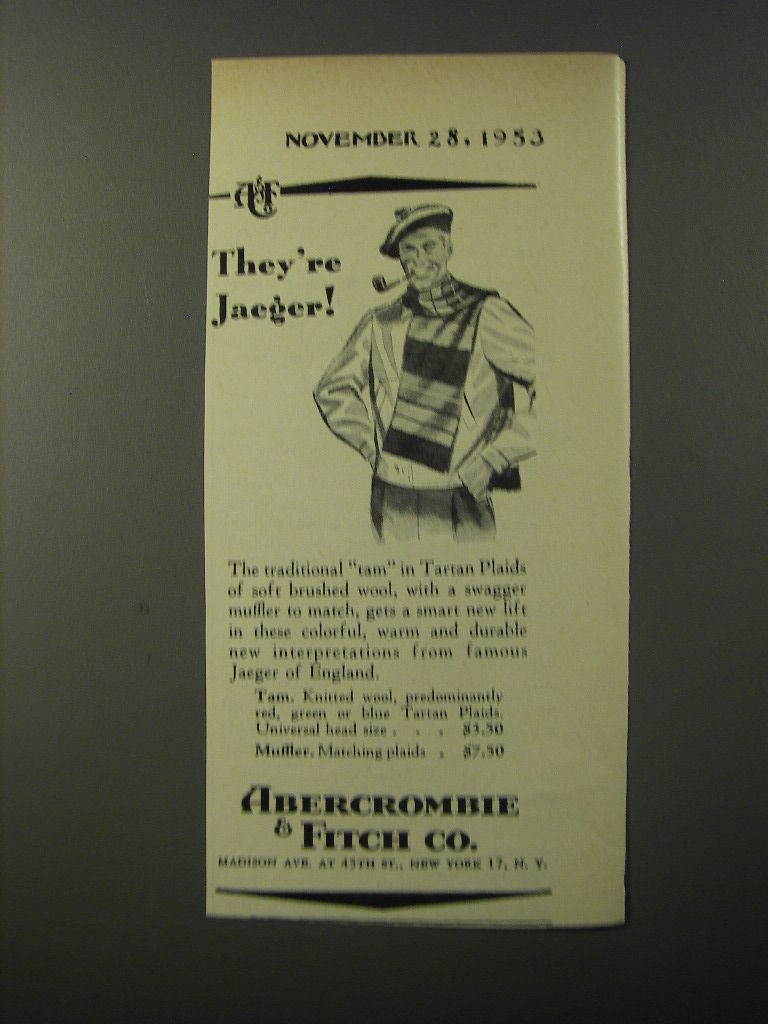 NOVEMBER 28, 1953
A&F Co
They're
Jaeger!
The traditional "tam" in Tartan Plaids
of soft brushed wool, with a swagger
muffler to match, gets a smart new lift
in these colorful, warm and durable
new interpretations from famous
Jaeger of England.
Tam. Knitted wool, predominantly
red, green or blue Tartan Plaids.
Universal head size . . . $3.50
Muffler. Matching plaids . $7.50
ABERCROMBIE
& FITCH CO.
MADISON AVE. AT 45TH ST., NEW YORK 17, N. Y.